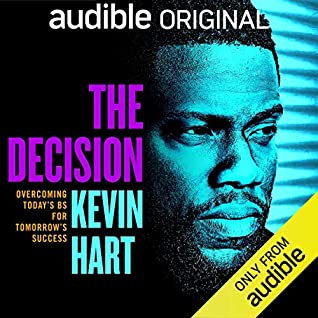 audible ORIGINAL
THE
DECISION
OVERCOMING
TODAY'S BS
FOR
TOMORROW'S
SUCCESS
KEVIN
HART
ONLY FROM
audible